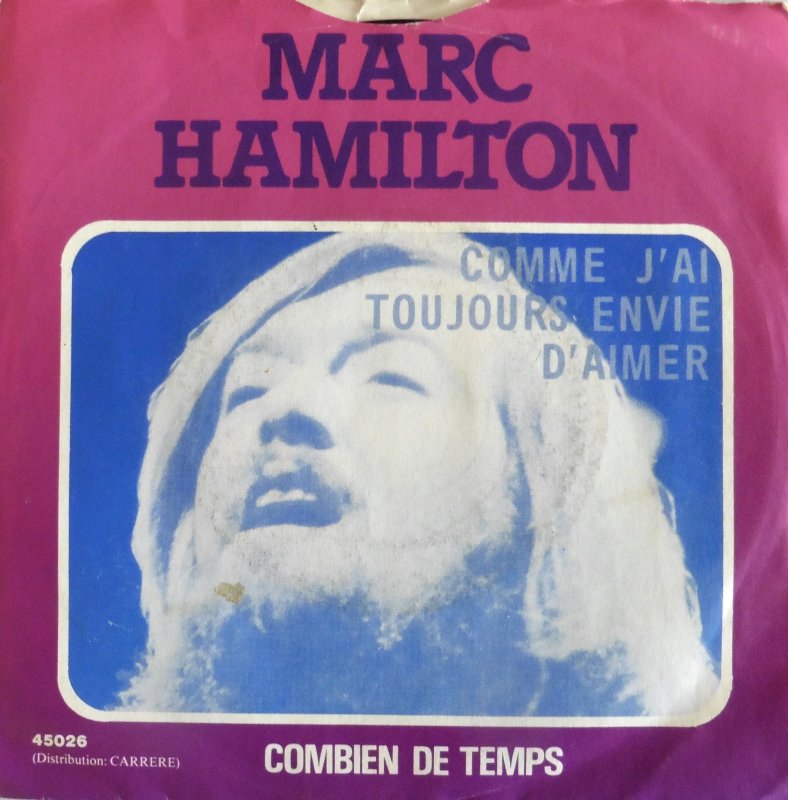 MARC
HAMILTON
COMME J'AI
TOUJOURS ENVIE
D'AIMER
45026
(Distribution: CARRERE)
COMBIEN DE TEMPS